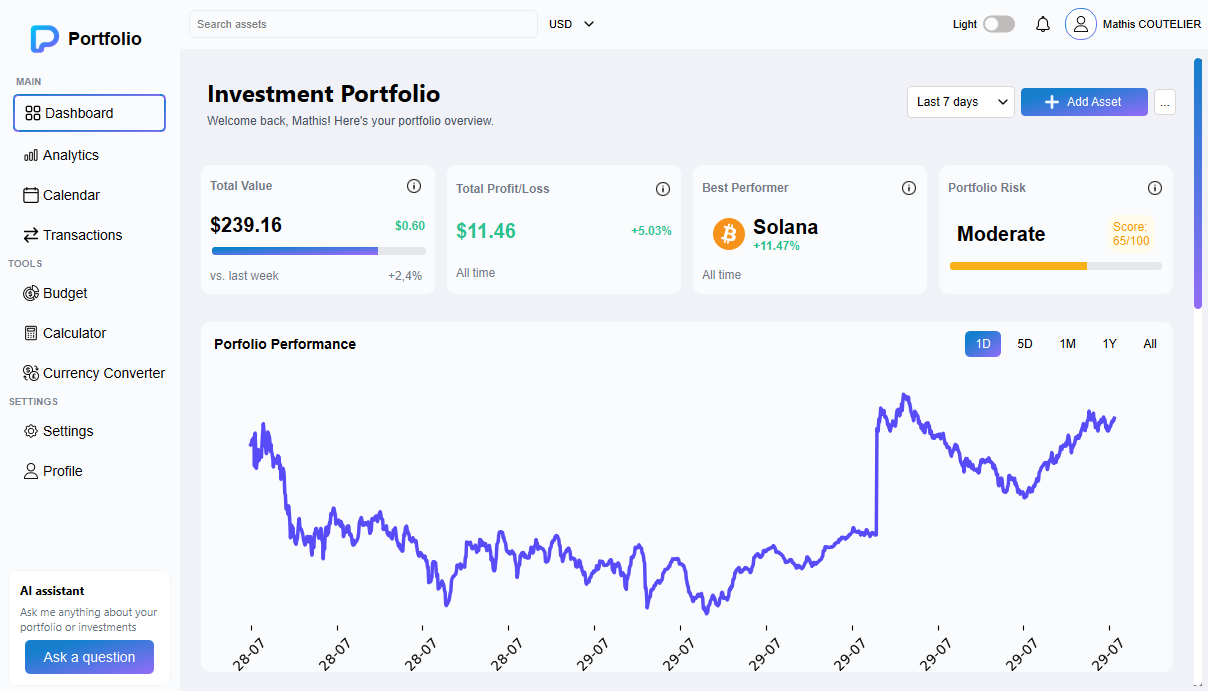 Portfolio
Search assets
USD
Light
Mathis COUTELIER
MAIN
Dashboard
Analytics
Calendar
Transactions
TOOLS
Budget
Calculator
Currency Converter
SETTINGS
Settings
Profile
AI assistant
Ask me anything about your
portfolio or investments
Ask a question
Investment Portfolio
Welcome back, Mathis! Here's your portfolio overview.
Last 7 days
Add Asset
...
Total Value
$239.16
$0.60
vs. last week
+2,4%
Total Profit/Loss
$11.46
+5.03%
All time
Best Performer
Solana
+11.47%
All time
Portfolio Risk
Moderate
Score:
65/100
Porfolio Performance
1D
5D
1M
1Y
All
28-07
28-07
28-07
28-07
29-07
29-07
29-07
29-07
29-07
29-07
29-07